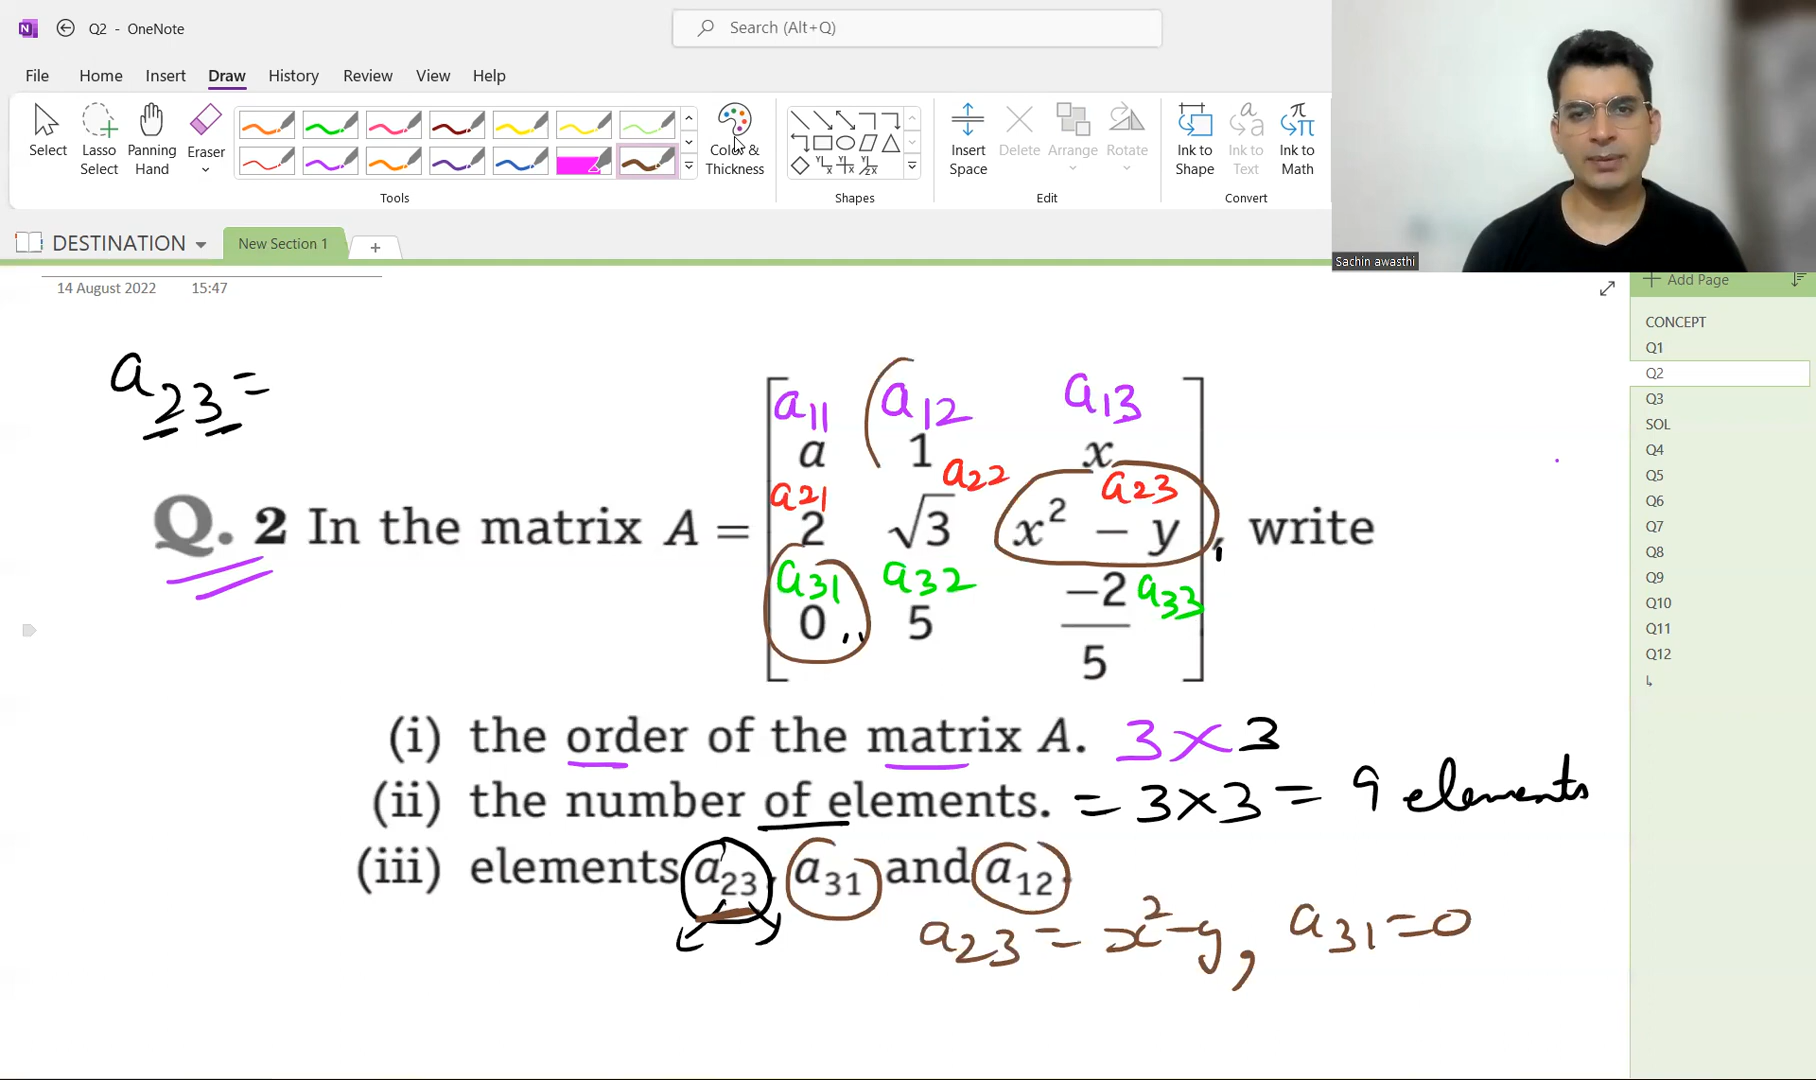 Q2 - OneNote
Search (Alt+Q)
File Home Insert Draw History Review View Help
Select
Lasso Select
Panning Hand
Eraser
Color & Thickness
Insert Space
Delete
Arrange
Rotate
Ink to Shape
Ink to Text
Ink to Math
Tools Shapes Edit Convert
Sachin awasthi
DESTINATION New Section 1 +
Add Page
14 August 2022 15:47
CONCEPT
Q1
Q2
Q3
SOL
Q4
Q5
Q6
Q7
Q8
Q9
Q10
Q11
Q12
a23 =
a11 a12 a13
a 1 x
a21 a22 a23
Q. 2 In the matrix A = 2 √3 x² − y , write
a31 a32 a33
0 5 −2/5
(i) the order of the matrix A. 3×3
(ii) the number of elements. = 3×3 = 9 elements
(iii) elements a23, a31 and a12.
a23 = x²−y, a31=0